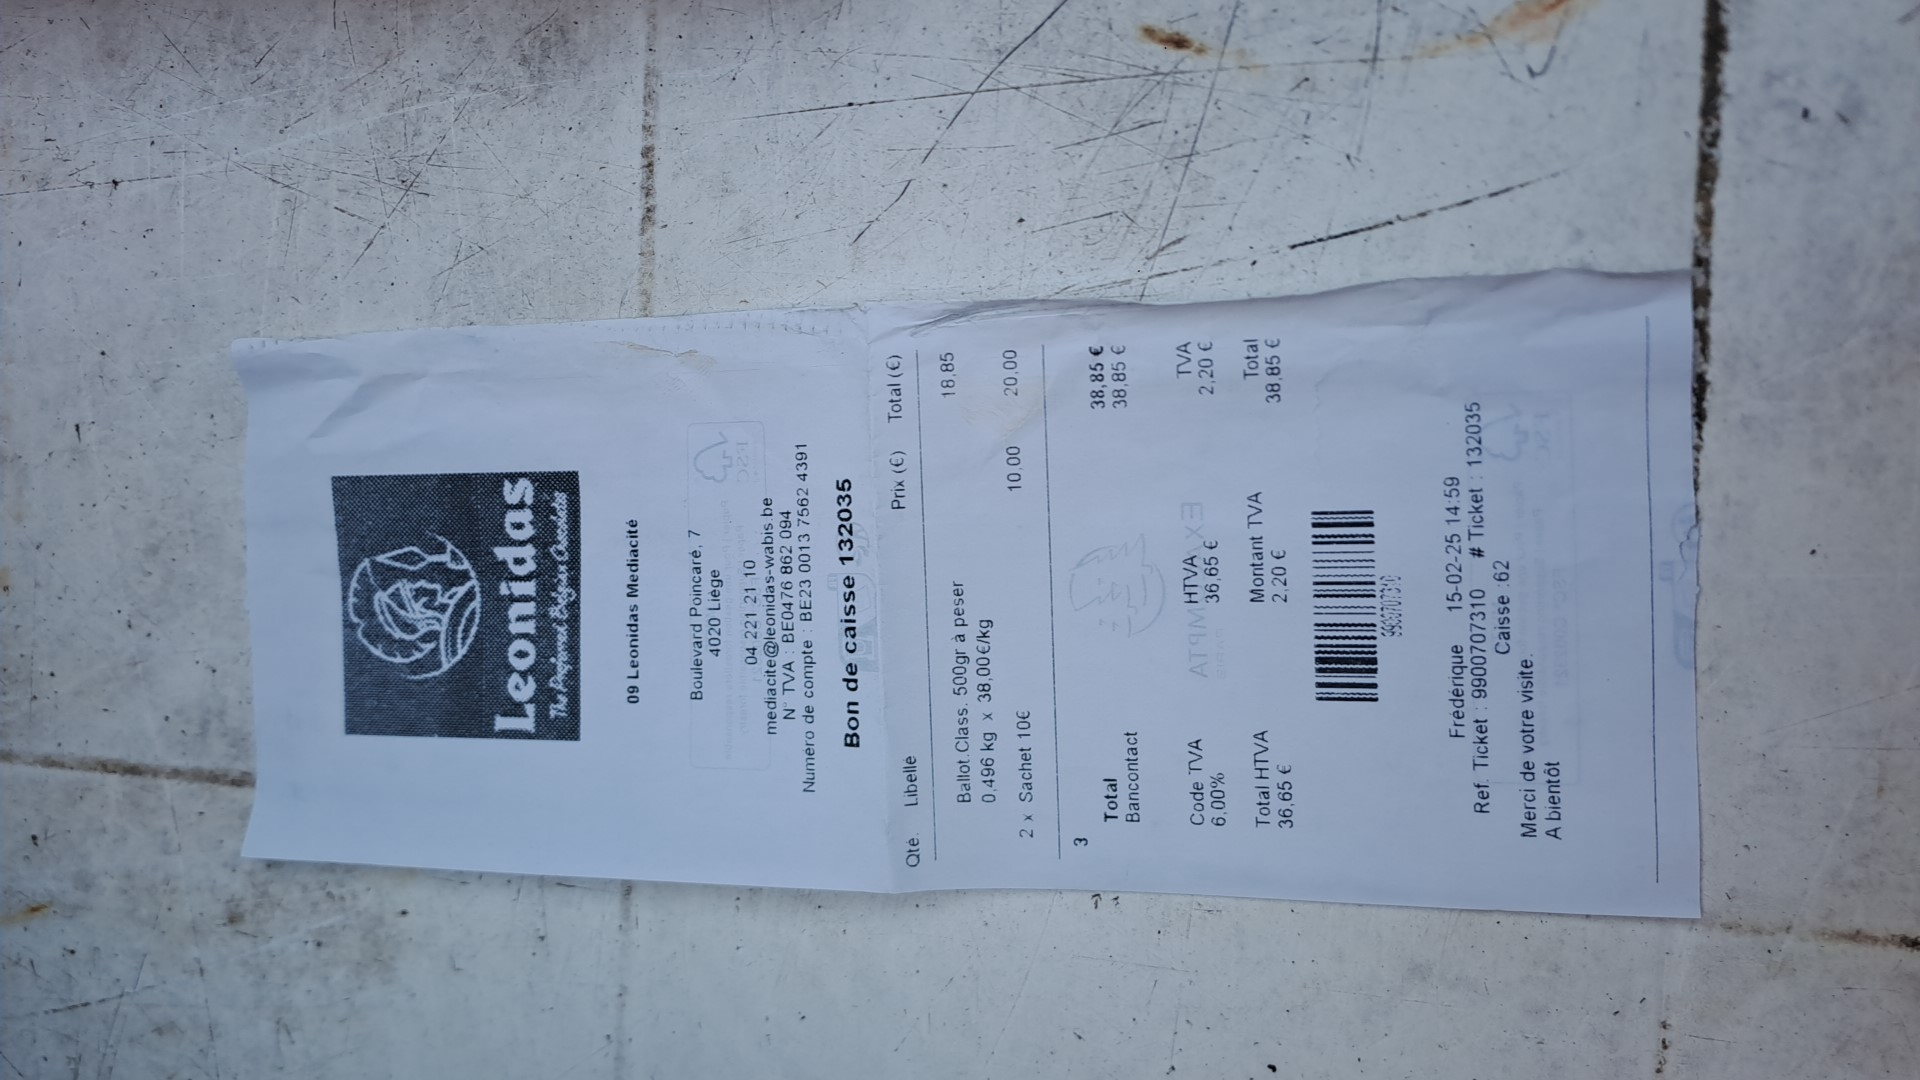 Leonidas
The Preferred Belgian Chocolates
09 Leonidas Mediacité
Boulevard Poincaré, 7
4020 Liège
04 221 21 10
mediacite@leonidas-wabis.be
N° TVA : BE0476 862 094
Numéro de compte : BE23 0013 7562 4391
Bon de caisse 132035
Qté. Libellé Prix (€) Total (€)
Ballot.Class. 500gr à peser 18,85
0,496 kg x 38,00€/kg
2 x Sachet 10€ 10,00 20,00
3
Total 38,85 €
Bancontact 38,85 €
Code TVA HTVA TVA
6,00% 36,65 € 2,20 €
Total HTVA Montant TVA Total
36,65 € 2,20 € 38,85 €
9900707310
Frédérique 15-02-25 14:59
Ref. Ticket : 9900707310 # Ticket : 132035
Caisse :62
Merci de votre visite.
A bientôt